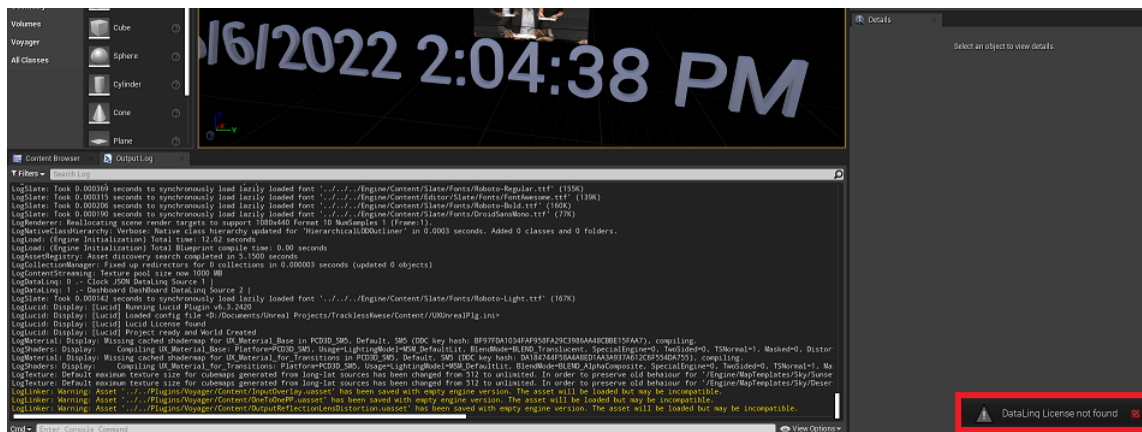 Volumes
Voyager
All Classes
Cube
Sphere
Cylinder
Cone
Plane
/6/2022 2:04:38 PM
Details
Select an object to view details.
Content Browser
Output Log
Filters
Search Log
LogSlate: Took 0.000369 seconds to synchronously load lazily loaded font '../../../Engine/Content/Slate/Fonts/Roboto-Regular.ttf' (155K)
LogSlate: Took 0.000315 seconds to synchronously load lazily loaded font '../../../Engine/Content/Editor/Slate/Fonts/FontAwesome.ttf' (139K)
LogSlate: Took 0.000206 seconds to synchronously load lazily loaded font '../../../Engine/Content/Slate/Fonts/Roboto-Bold.ttf' (160K)
LogSlate: Took 0.000190 seconds to synchronously load lazily loaded font '../../../Engine/Content/Slate/Fonts/DroidSansMono.ttf' (77K)
LogRenderer: Reallocating scene render targets to support 1080x440 Format 10 NumSamples 1 (Frame:1).
LogNativeClassHierarchy: Verbose: Native class hierarchy updated for 'HierarchicalLODOutliner' in 0.0003 seconds. Added 0 classes and 0 folders.
LogLoad: (Engine Initialization) Total time: 12.62 seconds
LogLoad: (Engine Initialization) Total Blueprint compile time: 0.00 seconds
LogAssetRegistry: Asset discovery search completed in 5.1500 seconds
LogCollectionManager: Fixed up redirectors for 0 collections in 0.000003 seconds (updated 0 objects)
LogContentStreaming: Texture pool size now 1000 MB
LogDataLinq: 0 .- Clock JSON DataLinq Source 1 |
LogDataLinq: 1 .- Dashboard DashBoard DataLinq Source 2 |
LogSlate: Took 0.000142 seconds to synchronously load lazily loaded font '../../../Engine/Content/Slate/Fonts/Roboto-Light.ttf' (167K)
LogLucid: Display: [Lucid] Running Lucid Plugin v6.3.2420
LogLucid: Display: [Lucid] Loaded config file <D:/Documents/Unreal Projects/TracklessKwese/Content//UXUnrealPlg.ini>
LogLucid: Display: [Lucid] Lucid License found
LogLucid: Display: [Lucid] Project ready and World Created
LogMaterial: Display: Missing cached shadermap for UX_Material_Base in PCD3D_SM5, Default, SM5 (DDC key hash: BF97FDA1034FAF958FA29C3986AA48CBBE15FAA7), compiling.
LogShaders: Display: Compiling UX_Material_Base: Platform=PCD3D_SM5, Usage=LightingModel=MSM_DefaultLit, BlendMode=BLEND_Translucent, SpecialEngine=0, TwoSided=0, TSNormal=1, Masked=0, Distor
LogMaterial: Display: Missing cached shadermap for UX_Material_for_Transitions in PCD3D_SM5, Default, SM5 (DDC key hash: DA184744F58A4A8ED1AA3A937A612C6F554DA755), compiling.
LogShaders: Display: Compiling UX_Material_for_Transitions: Platform=PCD3D_SM5, Usage=LightingModel=MSM_DefaultLit, BlendMode=BLEND_AlphaComposite, SpecialEngine=0, TwoSided=0, TSNormal=1, Ma
LogTexture: Default maximum texture size for cubemaps generated from long-lat sources has been changed from 512 to unlimited. In order to preserve old behaviour for '/Engine/MapTemplates/Sky/Sunse
LogTexture: Default maximum texture size for cubemaps generated from long-lat sources has been changed from 512 to unlimited. In order to preserve old behaviour for '/Engine/MapTemplates/Sky/Deser
LogLinker: Warning: Asset '../../Plugins/Voyager/Content/InputOverlay.uasset' has been saved with empty engine version. The asset will be loaded but may be incompatible.
LogLinker: Warning: Asset '../../Plugins/Voyager/Content/OneToOnePP.uasset' has been saved with empty engine version. The asset will be loaded but may be incompatible.
LogLinker: Warning: Asset '../../Plugins/Voyager/Content/OutputReflectionLensDistortion.uasset' has been saved with empty engine version. The asset will be loaded but may be incompatible.
DataLinq License not found
Cmd
Enter Console Command
View Options